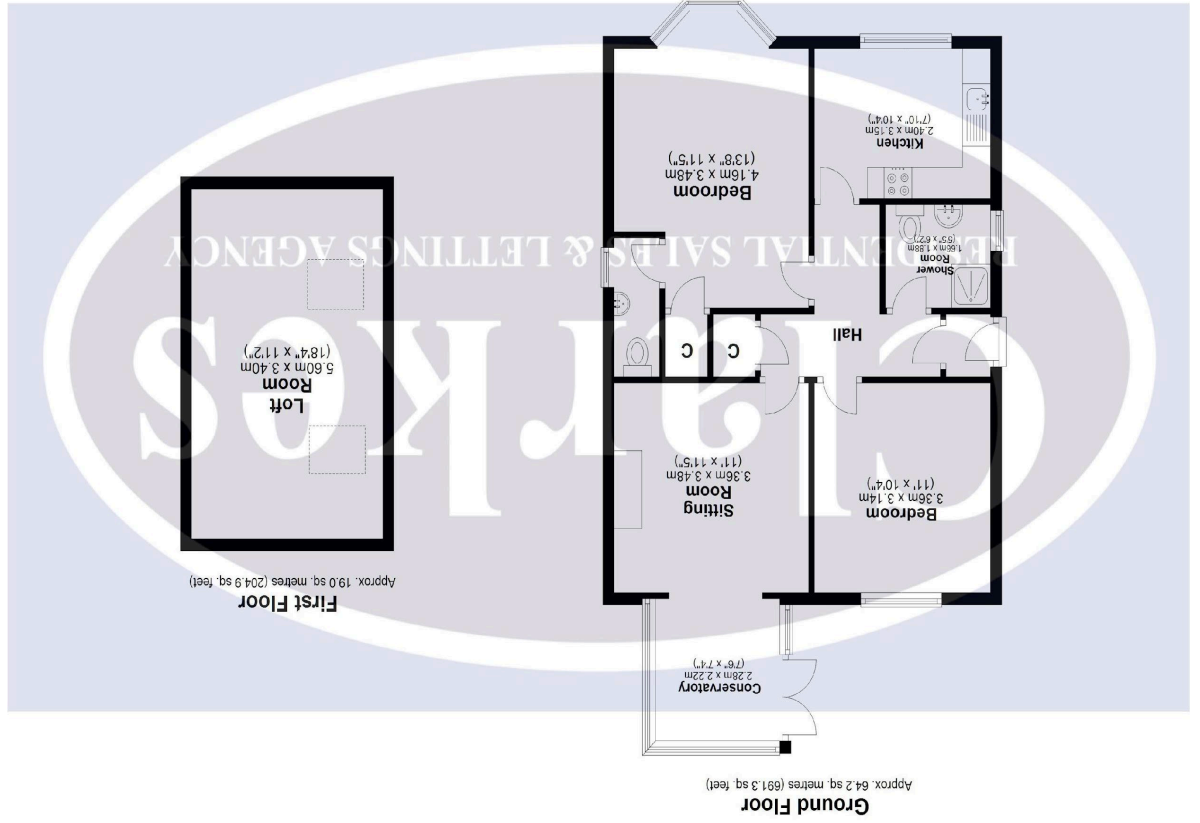 Ground Floor
Approx. 64.2 sq. metres (691.3 sq. feet)
Conservatory
2.28m x 2.22m
(7'6" x 7'4")
Bedroom
3.36m x 3.14m
(11' x 10'4")
Sitting
Room
3.36m x 3.48m
(11' x 11'5")
Hall
C
C
Shower
Room
1.66m x 1.88m
(5'5" x 6'2")
Bedroom
4.16m x 3.48m
(13'8" x 11'5")
Kitchen
2.40m x 3.15m
(7'10" x 10'4")
First Floor
Approx. 19.0 sq. metres (204.9 sq. feet)
Loft
Room
5.60m x 3.40m
(18'4" x 11'2")
Clarkes
RESIDENTIAL SALES & LETTINGS AGENCY